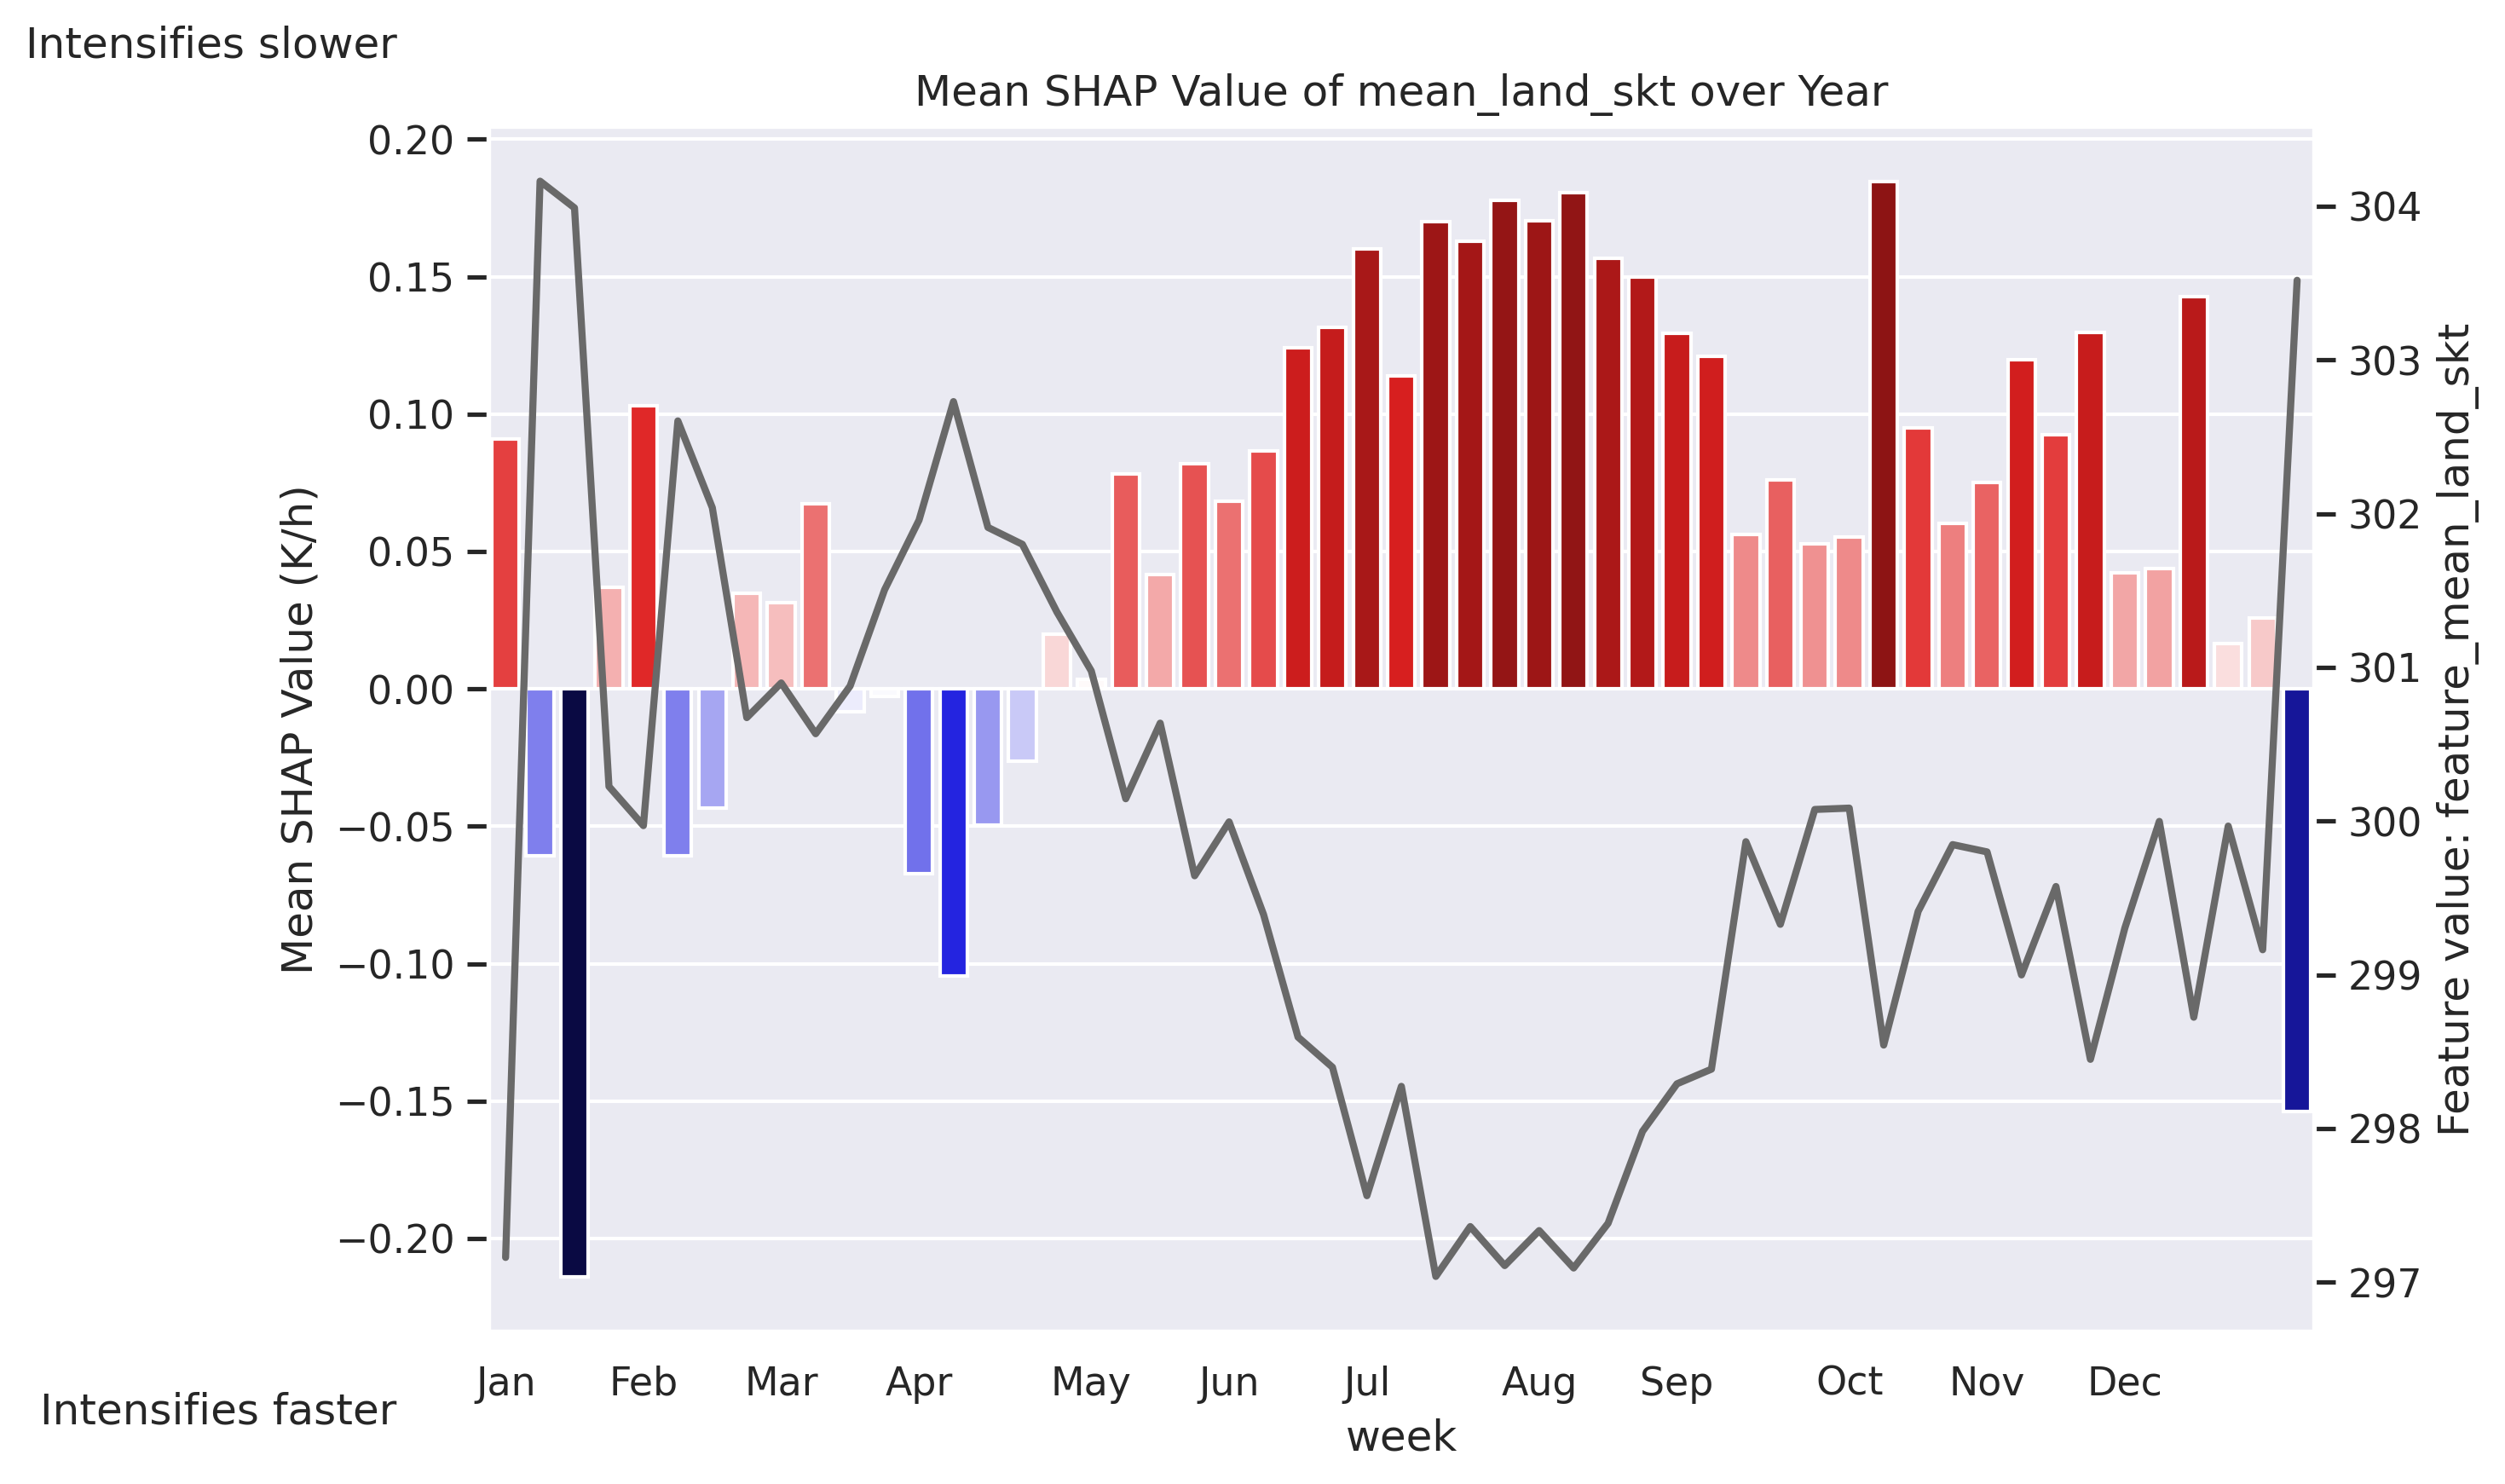 Intensifies slower
Mean SHAP Value of mean_land_skt over Year
Mean SHAP Value (K/h)
0.20
0.15
0.10
0.05
0.00
−0.05
−0.10
−0.15
−0.20
304
303
302
301
300
299
298
297
Feature value: feature_mean_land_skt
Jan Feb Mar Apr May Jun Jul Aug Sep Oct Nov Dec
week
Intensifies faster